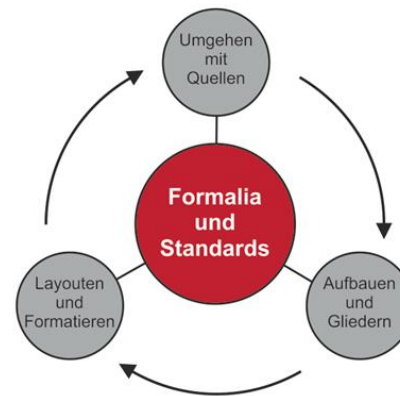 Umgehen
mit
Quellen
Formalia
und
Standards
Layouten
und
Formatieren
Aufbauen
und
Gliedern